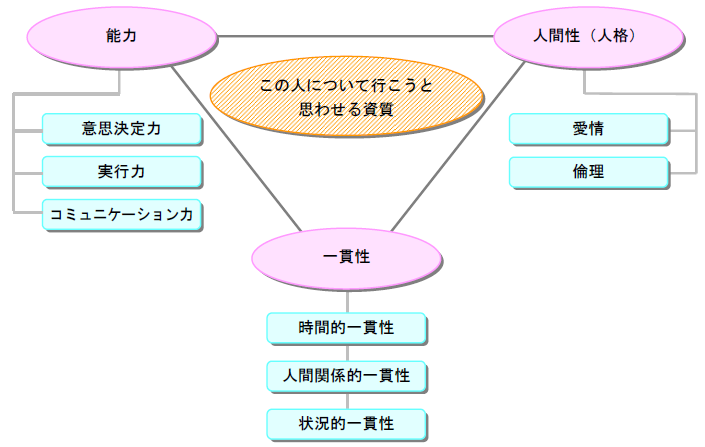 能力
人間性（人格）
この人について行こうと
思わせる資質
意思決定力
実行力
コミュニケーション力
愛情
倫理
一貫性
時間的一貫性
人間関係的一貫性
状況的一貫性